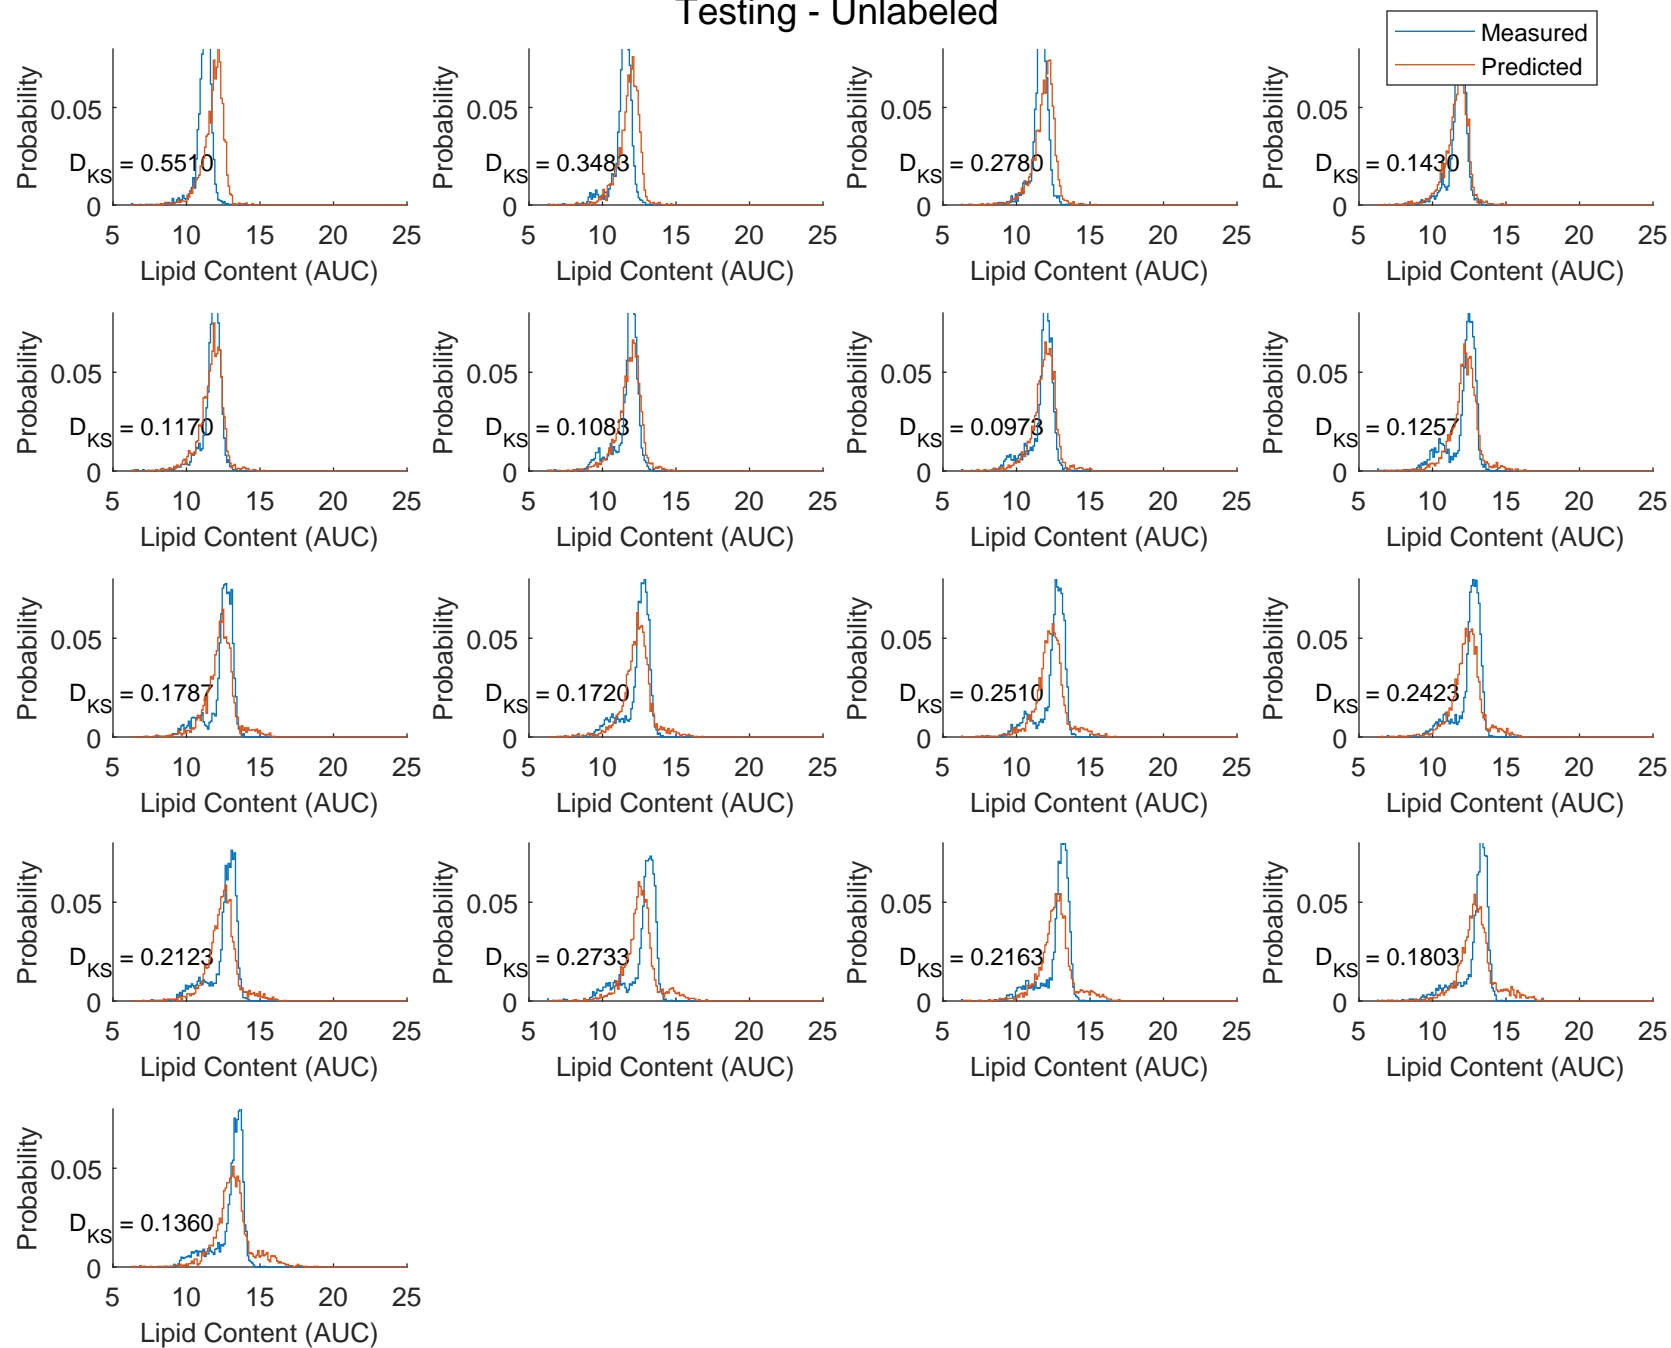 Testing - Unlabeled
Measured
Predicted
Probability
0.05
0
D_KS = 0.5510
5 10 15 20 25
Lipid Content (AUC)
Probability
0.05
0
D_KS = 0.3483
5 10 15 20 25
Lipid Content (AUC)
Probability
0.05
0
D_KS = 0.2780
5 10 15 20 25
Lipid Content (AUC)
Probability
0.05
0
D_KS = 0.1430
5 10 15 20 25
Lipid Content (AUC)
Probability
0.05
0
D_KS = 0.1170
5 10 15 20 25
Lipid Content (AUC)
Probability
0.05
0
D_KS = 0.1083
5 10 15 20 25
Lipid Content (AUC)
Probability
0.05
0
D_KS = 0.0973
5 10 15 20 25
Lipid Content (AUC)
Probability
0.05
0
D_KS = 0.1257
5 10 15 20 25
Lipid Content (AUC)
Probability
0.05
0
D_KS = 0.1787
5 10 15 20 25
Lipid Content (AUC)
Probability
0.05
0
D_KS = 0.1720
5 10 15 20 25
Lipid Content (AUC)
Probability
0.05
0
D_KS = 0.2510
5 10 15 20 25
Lipid Content (AUC)
Probability
0.05
0
D_KS = 0.2423
5 10 15 20 25
Lipid Content (AUC)
Probability
0.05
0
D_KS = 0.2123
5 10 15 20 25
Lipid Content (AUC)
Probability
0.05
0
D_KS = 0.2733
5 10 15 20 25
Lipid Content (AUC)
Probability
0.05
0
D_KS = 0.2163
5 10 15 20 25
Lipid Content (AUC)
Probability
0.05
0
D_KS = 0.1803
5 10 15 20 25
Lipid Content (AUC)
Probability
0.05
0
D_KS = 0.1360
5 10 15 20 25
Lipid Content (AUC)